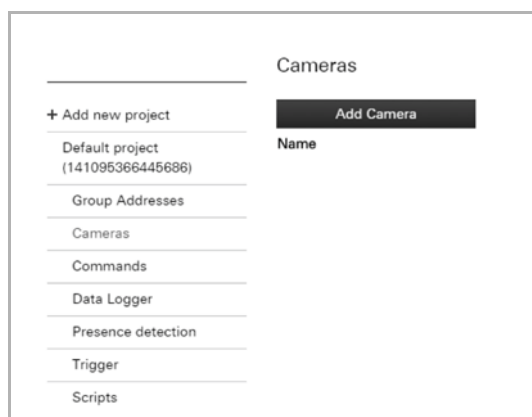 Cameras
+ Add new project
Add Camera
Default project
(141095366445686)
Name
Group Addresses
Cameras
Commands
Data Logger
Presence detection
Trigger
Scripts